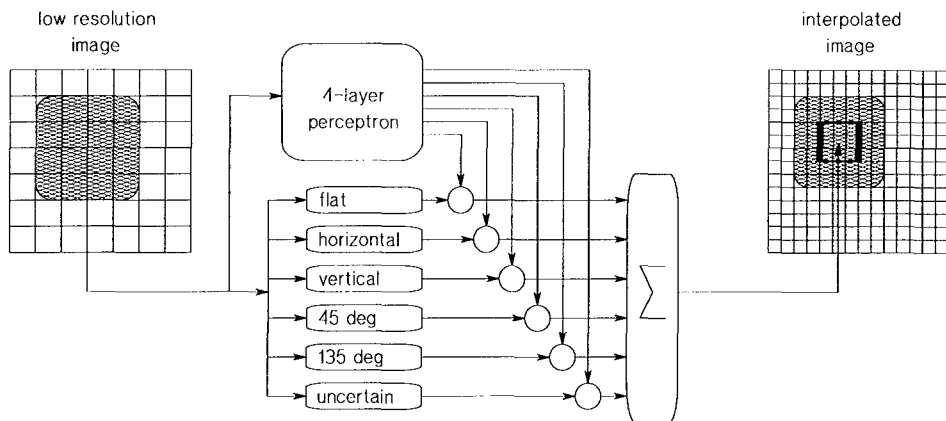 low resolution
image
interpolated
image
4-layer
perceptron
flat
horizontal
vertical
45 deg
135 deg
uncertain
Σ